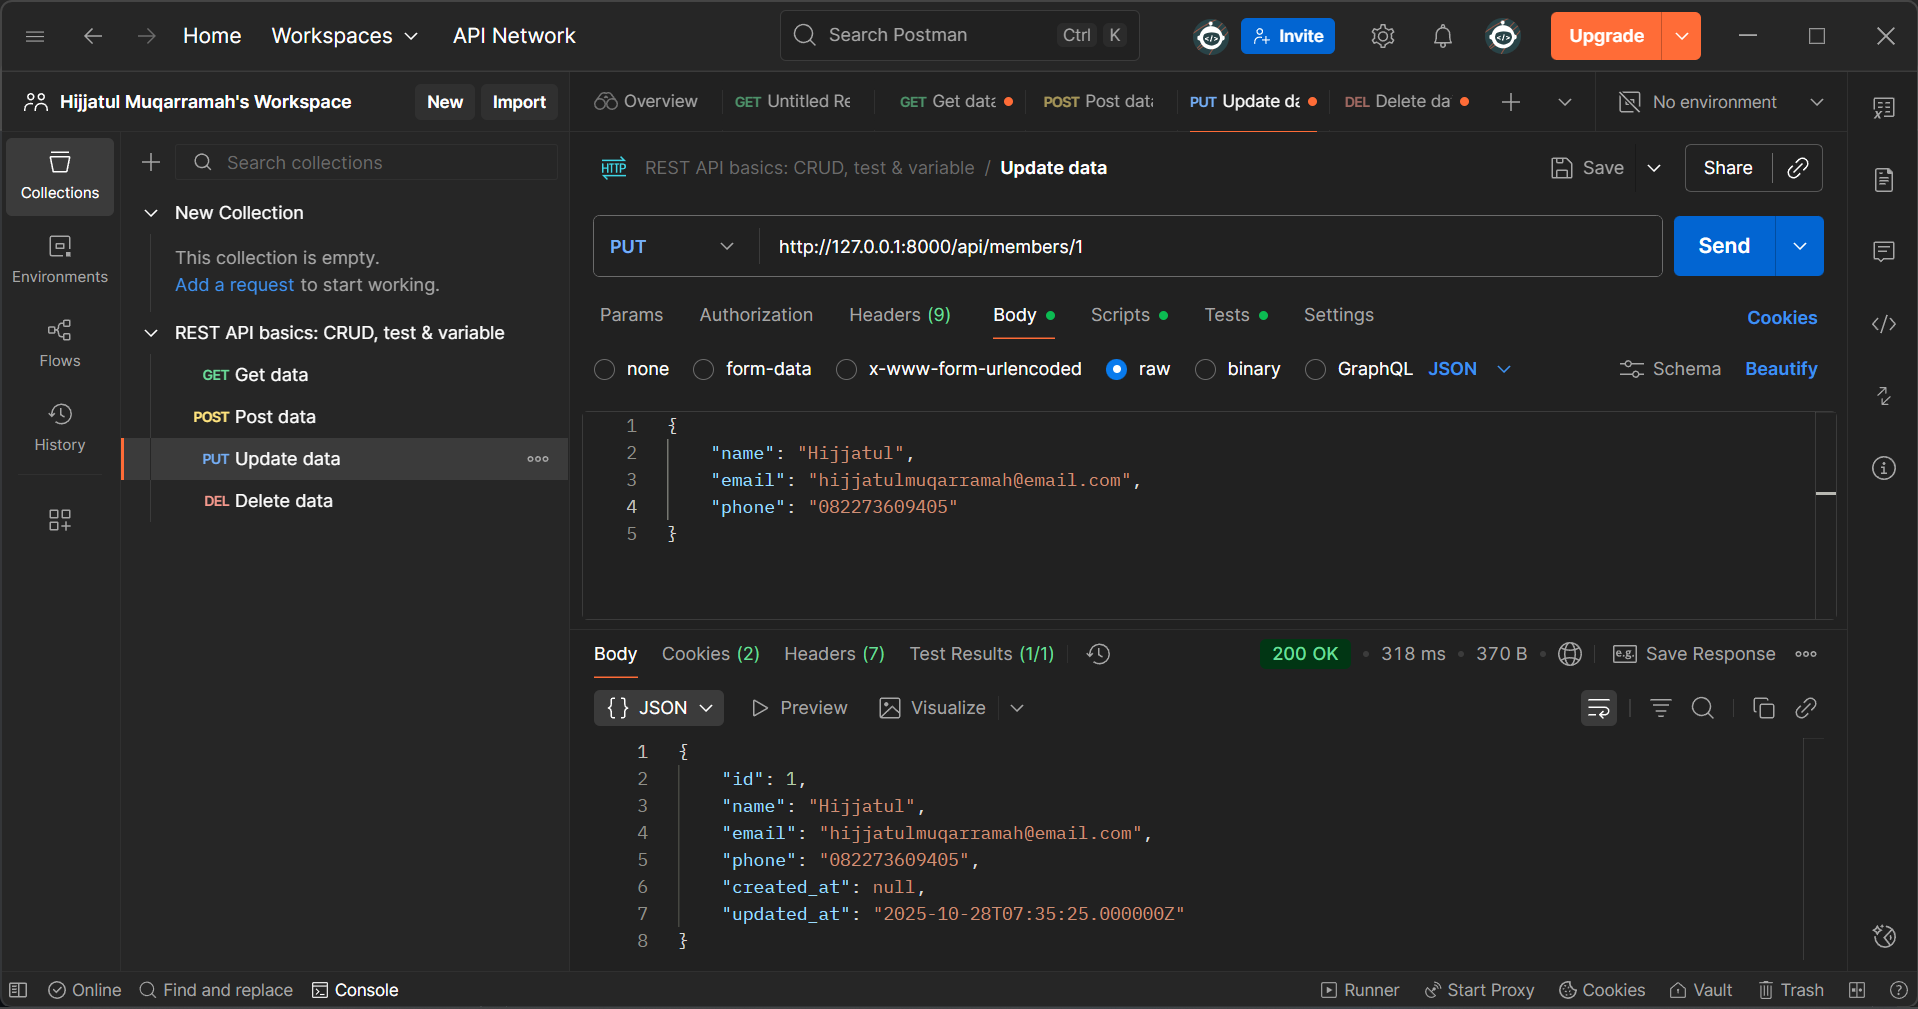 Home Workspaces API Network Search Postman Ctrl K Invite Upgrade
Hijjatul Muqarramah's Workspace New Import
Overview GET Untitled Re GET Get data POST Post data PUT Update da DEL Delete da No environment
Collections
Environments
Flows
History
Search collections
New Collection
This collection is empty.
Add a request to start working.
REST API basics: CRUD, test & variable
GET Get data
POST Post data
PUT Update data
DEL Delete data
HTTP REST API basics: CRUD, test & variable / Update data Save Share
PUT http://127.0.0.1:8000/api/members/1 Send
Params Authorization Headers (9) Body Scripts Tests Settings Cookies
none form-data x-www-form-urlencoded raw binary GraphQL JSON Schema Beautify
1 {
2 "name": "Hijjatul",
3 "email": "hijjatulmuqarramah@email.com",
4 "phone": "082273609405"
5 }
Body Cookies (2) Headers (7) Test Results (1/1) 200 OK • 318 ms • 370 B • e.g. Save Response
{} JSON Preview Visualize
1 {
2 "id": 1,
3 "name": "Hijjatul",
4 "email": "hijjatulmuqarramah@email.com",
5 "phone": "082273609405",
6 "created_at": null,
7 "updated_at": "2025-10-28T07:35:25.000000Z"
8 }
Online Find and replace Console Runner Start Proxy Cookies Vault Trash